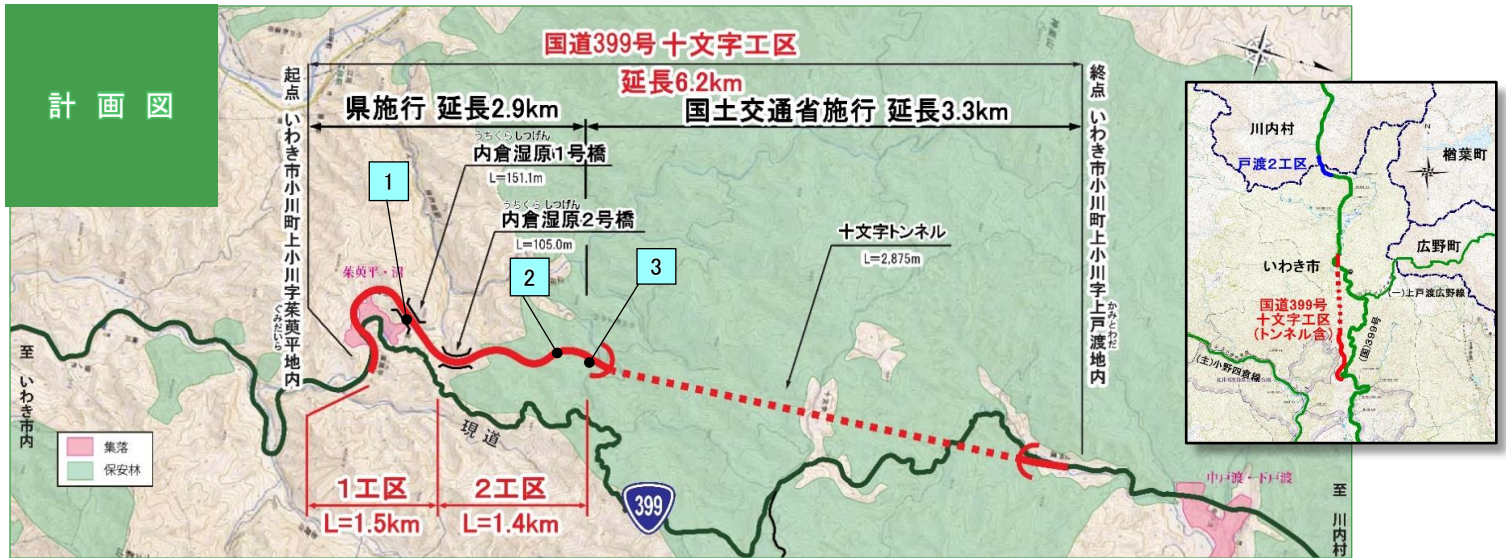 計画図
国道399号 十文字工区
延長6.2km
県施行 延長2.9km
国土交通省施行 延長3.3km
起点 いわき市小川町上小川字茱萸平地内
ぐみだいら
終点 いわき市小川町上小川字上戸渡地内
かみとわだ
うちくらしつげん
内倉湿原1号橋
L=151.1m
うちくらしつげん
内倉湿原2号橋
L=105.0m
十文字トンネル
L=2,875m
1
2
3
至 いわき市内
現道
集落
保安林
1工区
L=1.5km
2工区
L=1.4km
399
中戸渡・下戸渡
至 川内村
川内村
戸渡2工区
楢葉町
広野町
いわき市
(一)上戸渡広野線
国道399号
十文字工区
(トンネル含)
(国)399号
(主)小野四倉線